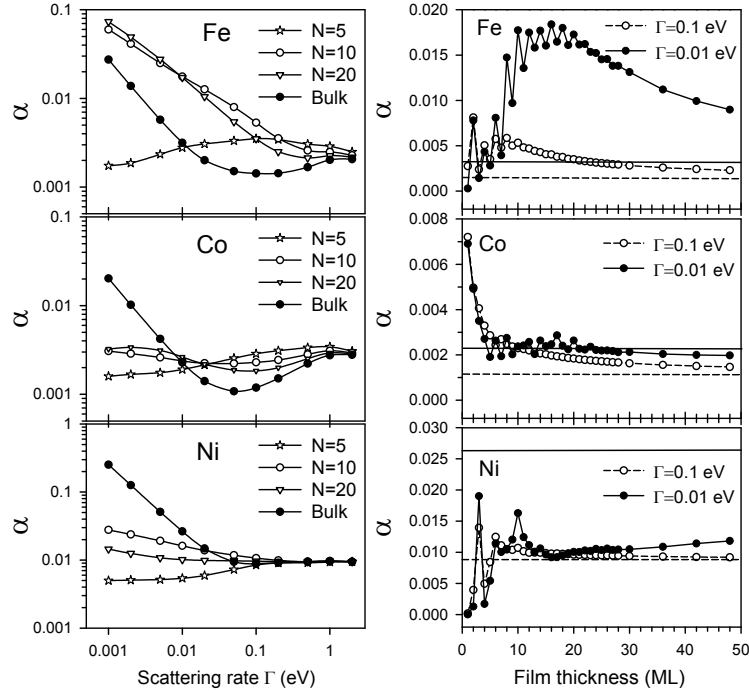 Fe
N=5
N=10
N=20
Bulk
0.1
0.01
0.001
α
Co
N=5
N=10
N=20
Bulk
0.1
0.01
0.001
α
Ni
N=5
N=10
N=20
Bulk
1
0.1
0.01
0.001
α
0.001 0.01 0.1 1
Scattering rate Γ (eV)
Fe
Γ=0.1 eV
Γ=0.01 eV
0.020
0.015
0.010
0.005
0.000
α
Co
Γ=0.1 eV
Γ=0.01 eV
0.008
0.006
0.004
0.002
0.000
α
Ni
Γ=0.1 eV
Γ=0.01 eV
0.030
0.025
0.020
0.015
0.010
0.005
0.000
α
0 10 20 30 40 50
Film thickness (ML)